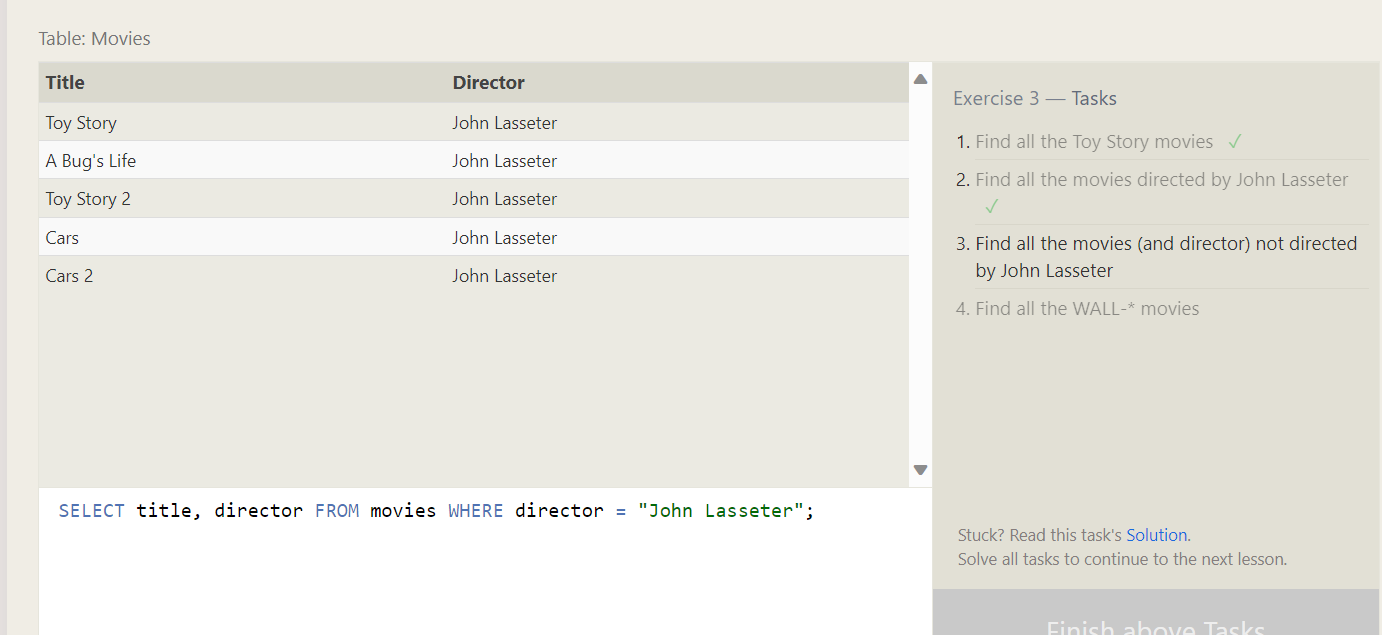 Table: Movies
Title Director
Toy Story John Lasseter
A Bug's Life John Lasseter
Toy Story 2 John Lasseter
Cars John Lasseter
Cars 2 John Lasseter
SELECT title, director FROM movies WHERE director = "John Lasseter";
Exercise 3 — Tasks
1. Find all the Toy Story movies ✓
2. Find all the movies directed by John Lasseter
✓
3. Find all the movies (and director) not directed
by John Lasseter
4. Find all the WALL-* movies
Stuck? Read this task's Solution.
Solve all tasks to continue to the next lesson.
Finish above Tasks